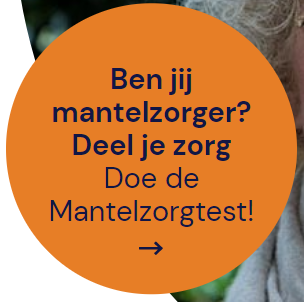 Ben jij
mantelzorger?
Deel je zorg
Doe de
Mantelzorgtest!
→